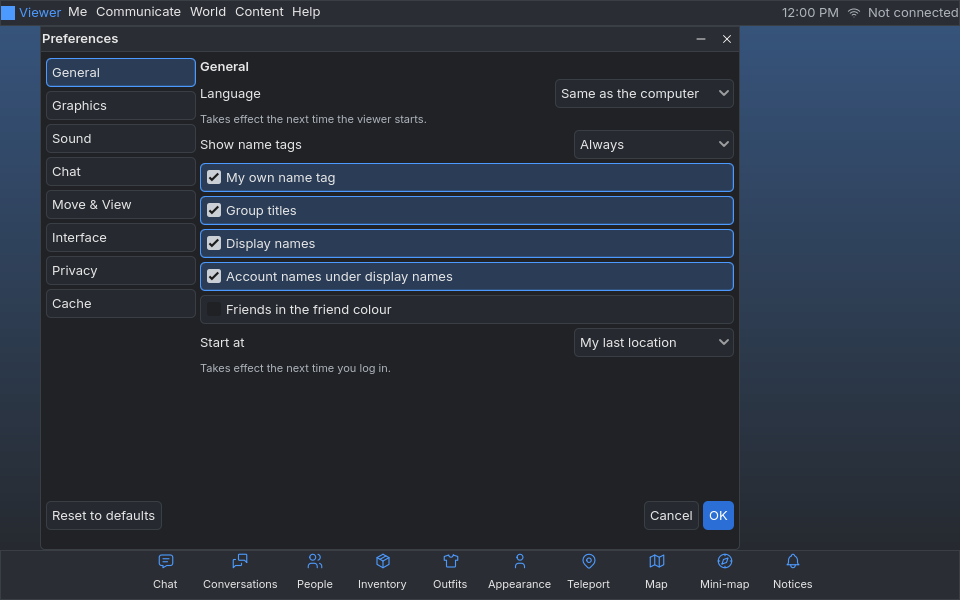 Viewer Me Communicate World Content Help 12:00 PM Not connected
Preferences
General
Graphics
Sound
Chat
Move & View
Interface
Privacy
Cache
General
Language Same as the computer
Takes effect the next time the viewer starts.
Show name tags Always
My own name tag
Group titles
Display names
Account names under display names
Friends in the friend colour
Start at My last location
Takes effect the next time you log in.
Reset to defaults Cancel OK
Chat Conversations People Inventory Outfits Appearance Teleport Map Mini-map Notices